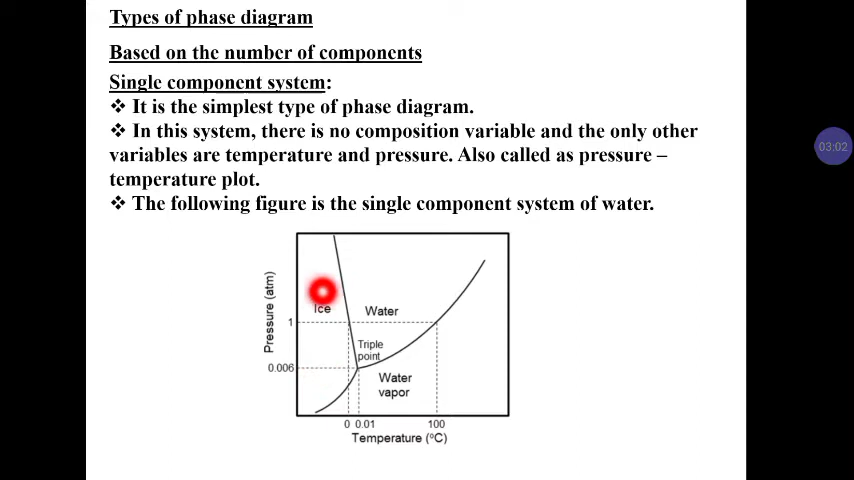 Types of phase diagram
Based on the number of components
Single component system:
❖ It is the simplest type of phase diagram.
❖ In this system, there is no composition variable and the only other
variables are temperature and pressure. Also called as pressure –
temperature plot.
❖ The following figure is the single component system of water.
03:02
Pressure (atm)
Ice
Water
1
Triple
point
0.006
Water
vapor
0 0.01 100
Temperature (°C)